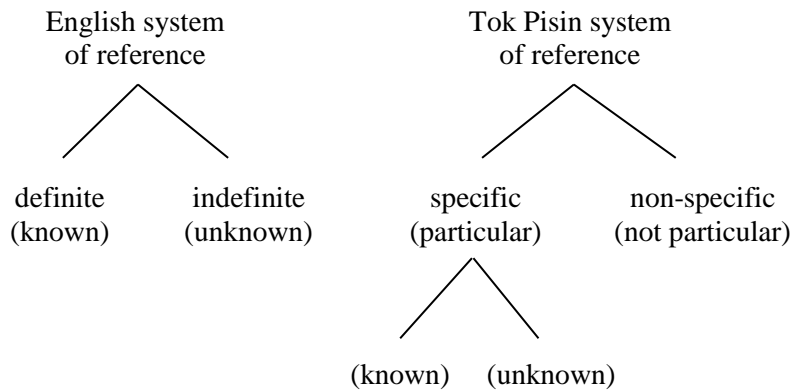 English system
of reference
Tok Pisin system
of reference
definite
(known)
indefinite
(unknown)
specific
(particular)
non-specific
(not particular)
(known)
(unknown)